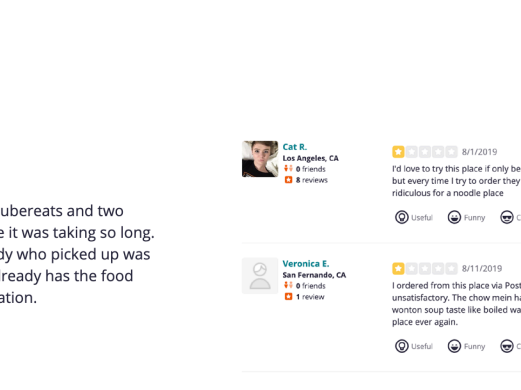 ubereats and two
e it was taking so long.
dy who picked up was
lready has the food
ation.
Cat R.
Los Angeles, CA
0 friends
8 reviews
8/1/2019
I'd love to try this place if only be
but every time I try to order they
ridiculous for a noodle place
Useful
Funny
C
Veronica E.
San Fernando, CA
0 friends
1 review
8/11/2019
I ordered from this place via Post
unsatisfactory. The chow mein ha
wonton soup taste like boiled wa
place ever again.
Useful
Funny
C